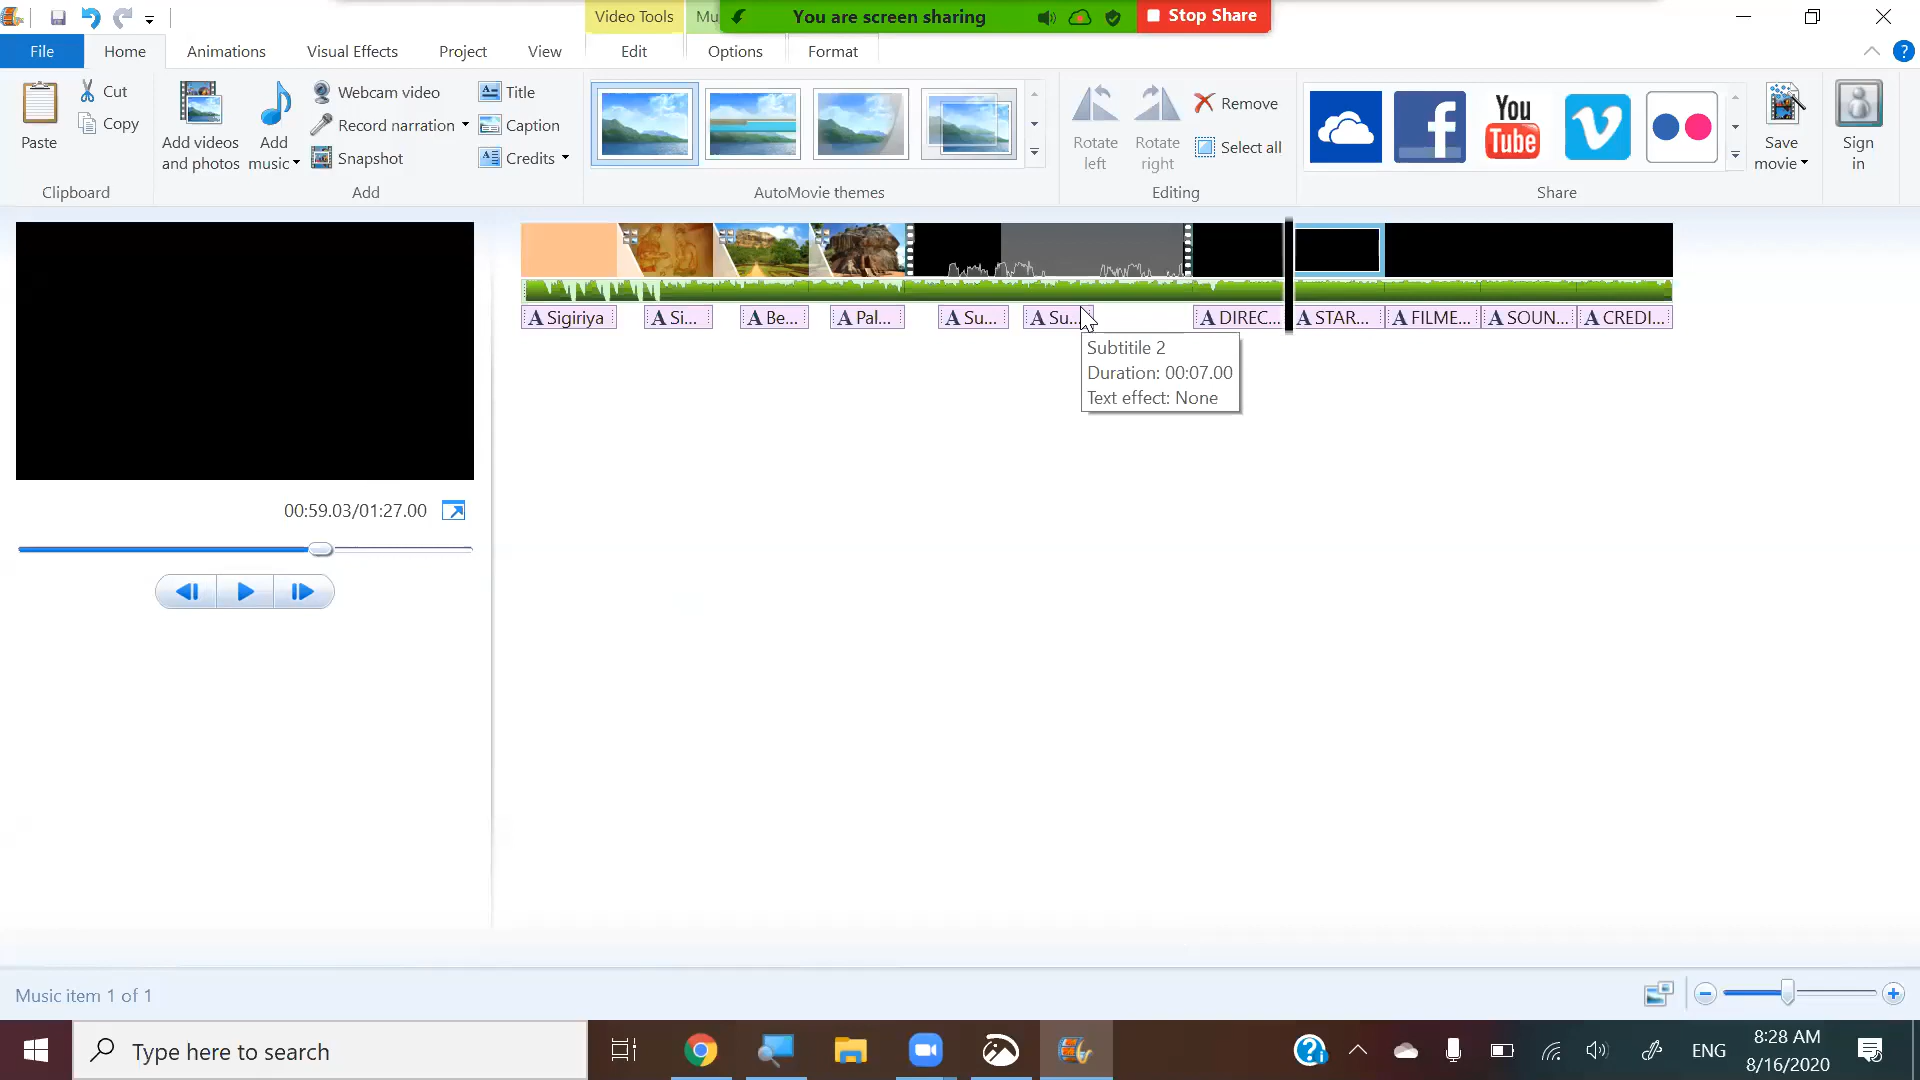 Video Tools
Mu
You are screen sharing
Stop Share
File
Home
Animations
Visual Effects
Project
View
Edit
Options
Format
Paste
Cut
Copy
Clipboard
Add videos
and photos
Add
music
Webcam video
Record narration
Snapshot
Title
Caption
Credits
Add
AutoMovie themes
Rotate
left
Rotate
right
Remove
Select all
Editing
You
Tube
Share
Save
movie
Sign
in
A Sigiriya
A Si...
A Be...
A Pal...
A Su...
A Su...
A DIREC...
A STAR...
A FILME...
A SOUN...
A CREDI...
Subtitile 2
Duration: 00:07.00
Text effect: None
00:59.03/01:27.00
Music item 1 of 1
Type here to search
ENG
8:28 AM
8/16/2020